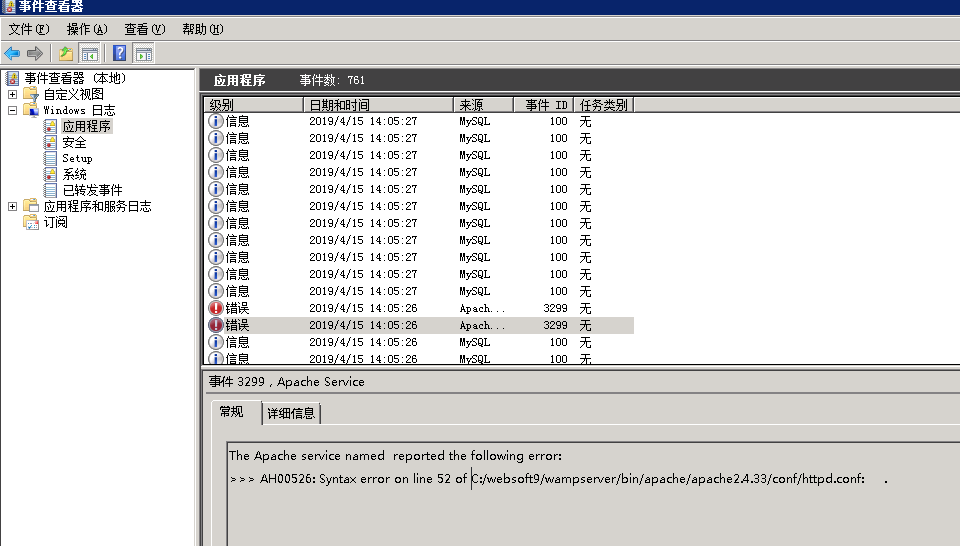 事件查看器
文件(F) 操作(A) 查看(V) 帮助(H)
事件查看器 (本地)
自定义视图
Windows 日志
应用程序
安全
Setup
系统
已转发事件
应用程序和服务日志
订阅
应用程序 事件数: 761
级别 日期和时间 来源 事件 ID 任务类别
信息 2019/4/15 14:05:27 MySQL 100 无
信息 2019/4/15 14:05:27 MySQL 100 无
信息 2019/4/15 14:05:27 MySQL 100 无
信息 2019/4/15 14:05:27 MySQL 100 无
信息 2019/4/15 14:05:27 MySQL 100 无
信息 2019/4/15 14:05:27 MySQL 100 无
信息 2019/4/15 14:05:27 MySQL 100 无
信息 2019/4/15 14:05:27 MySQL 100 无
信息 2019/4/15 14:05:27 MySQL 100 无
信息 2019/4/15 14:05:27 MySQL 100 无
信息 2019/4/15 14:05:27 MySQL 100 无
错误 2019/4/15 14:05:26 Apach... 3299 无
错误 2019/4/15 14:05:26 Apach... 3299 无
信息 2019/4/15 14:05:26 MySQL 100 无
信息 2019/4/15 14:05:26 MySQL 100 无
事件 3299 , Apache Service
常规 详细信息
The Apache service named  reported the following error:
>>> AH00526: Syntax error on line 52 of C:/websoft9/wampserver/bin/apache/apache2.4.33/conf/httpd.conf: .